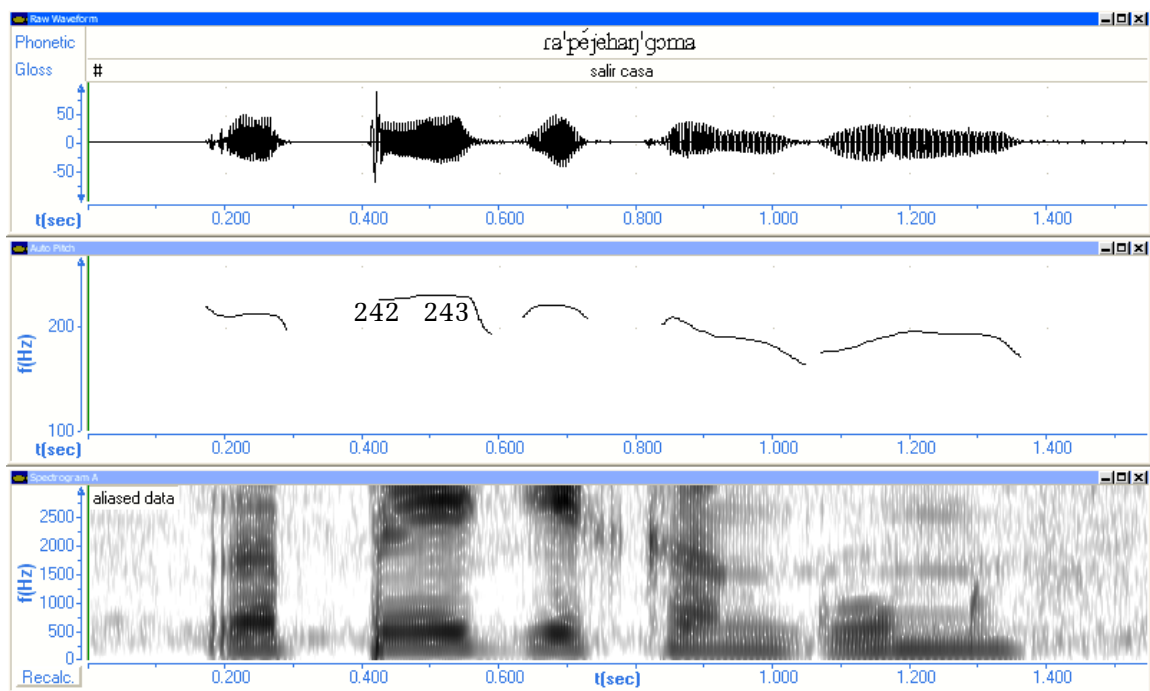 Raw Waveform
Phonetic ɾaˈpéjehaŋˈgɔma
Gloss # salir casa
50
0
-50
t(sec) 0.200 0.400 0.600 0.800 1.000 1.200 1.400
Auto Pitch
f(Hz)
200
242 243
100
t(sec) 0.200 0.400 0.600 0.800 1.000 1.200 1.400
Spectrogram A
aliased data
f(Hz)
2500
2000
1500
1000
500
0
Recalc. 0.200 0.400 0.600 t(sec) 0.800 1.000 1.200 1.400